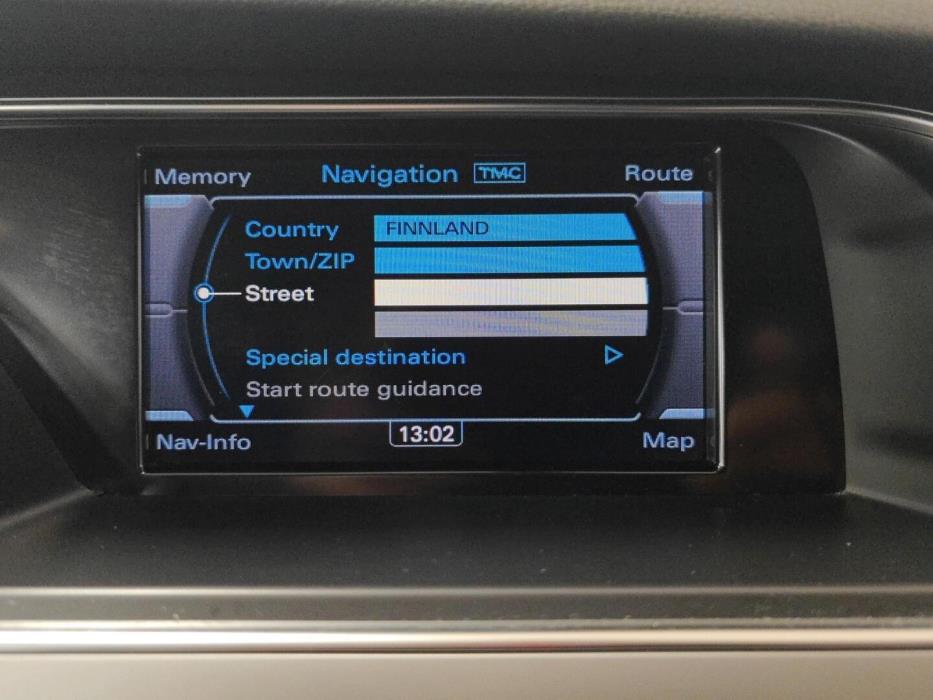 Memory Navigation TMC Route
Country FINNLAND
Town/ZIP
Street
Special destination
Start route guidance
Nav-Info 13:02 Map